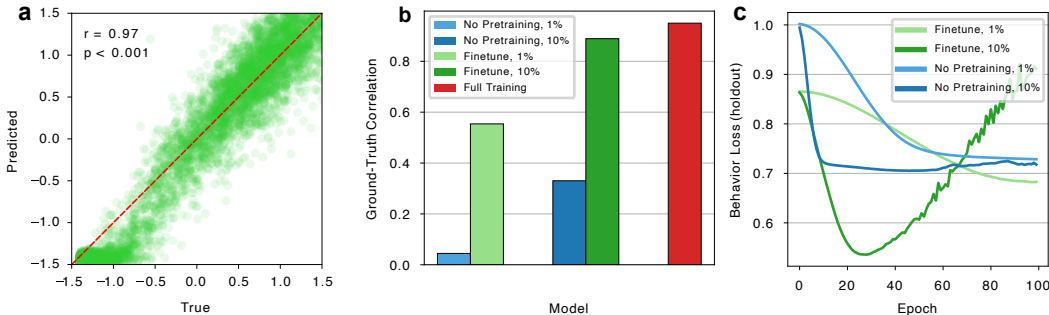 a
r = 0.97
p < 0.001
1.5
1.0
0.5
0.0
−0.5
−1.0
−1.5
−1.5 −1.0 −0.5 0.0 0.5 1.0 1.5
Predicted
True
b
No Pretraining, 1%
No Pretraining, 10%
Finetune, 1%
Finetune, 10%
Full Training
0.8
0.6
0.4
0.2
0.0
Ground-Truth Correlation
Model
c
Finetune, 1%
Finetune, 10%
No Pretraining, 1%
No Pretraining, 10%
1.0
0.9
0.8
0.7
0.6
0 20 40 60 80 100
Behavior Loss (holdout)
Epoch